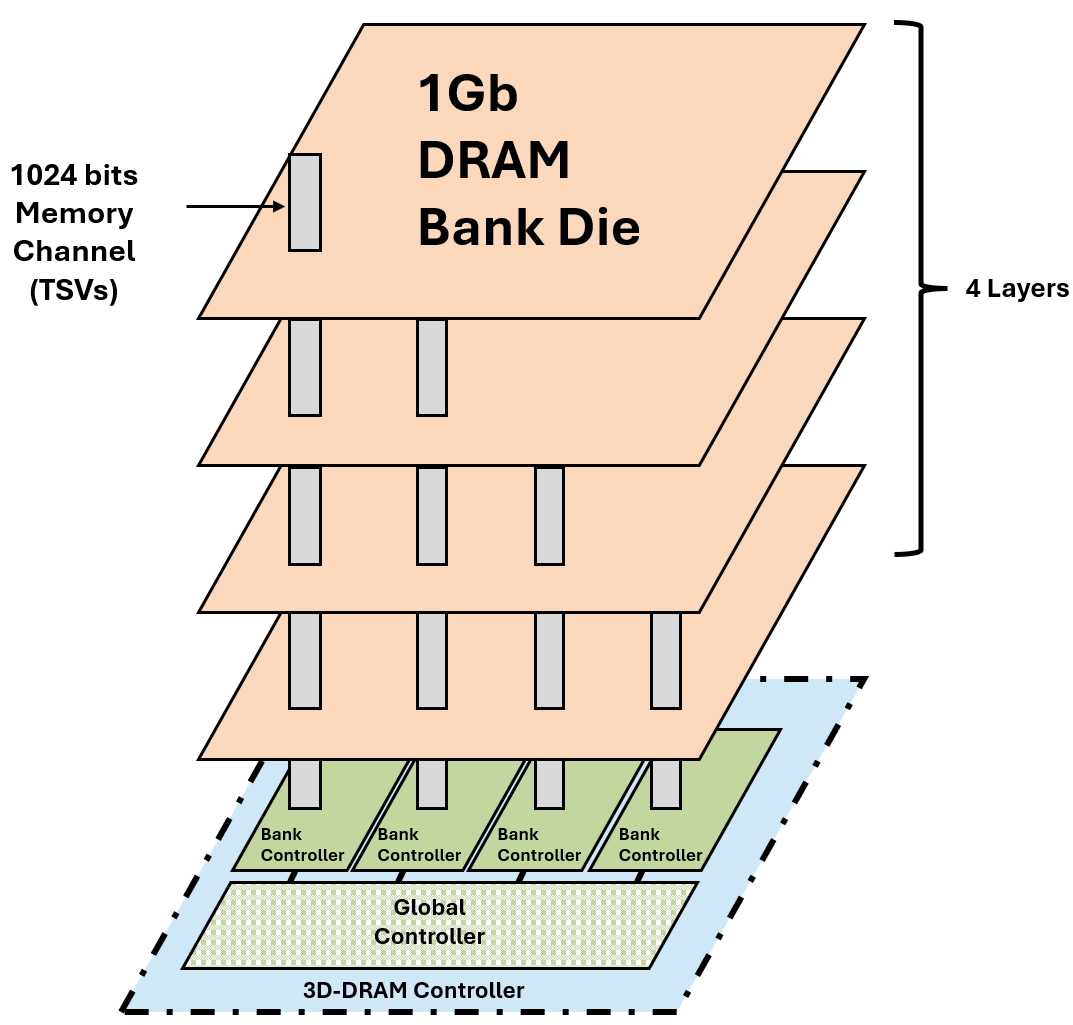 1Gb
DRAM
Bank Die
1024 bits
Memory
Channel
(TSVs)
4 Layers
Bank
Controller
Bank
Controller
Bank
Controller
Bank
Controller
Global
Controller
3D-DRAM Controller